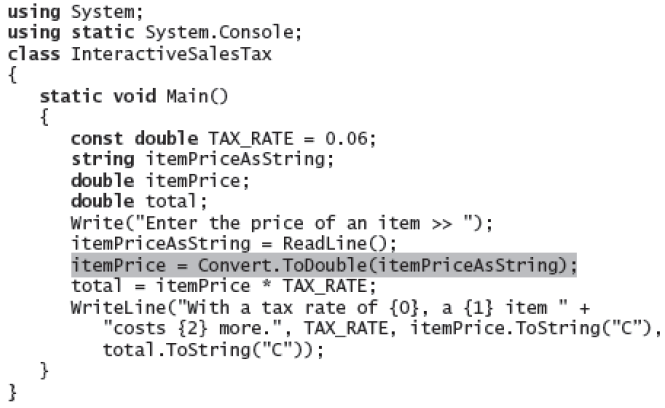 using System;
using static System.Console;
class InteractiveSalesTax
{
   static void Main()
   {
      const double TAX_RATE = 0.06;
      string itemPriceAsString;
      double itemPrice;
      double total;
      Write("Enter the price of an item >> ");
      itemPriceAsString = ReadLine();
      itemPrice = Convert.ToDouble(itemPriceAsString);
      total = itemPrice * TAX_RATE;
      WriteLine("With a tax rate of {0}, a {1} item " +
         "costs {2} more.", TAX_RATE, itemPrice.ToString("C"),
         total.ToString("C"));
   }
}